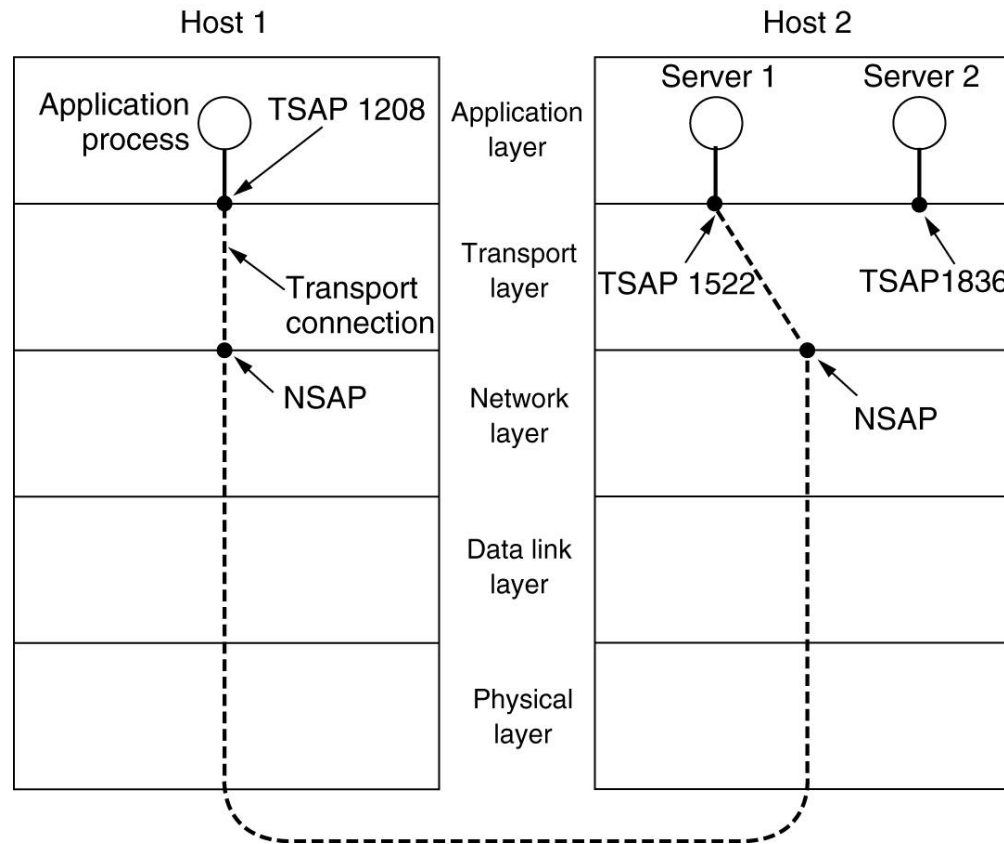 Host 1
Host 2
Application
process
TSAP 1208
Application
layer
Server 1
Server 2
Transport
connection
Transport
layer
TSAP 1522
TSAP1836
NSAP
Network
layer
NSAP
Data link
layer
Physical
layer